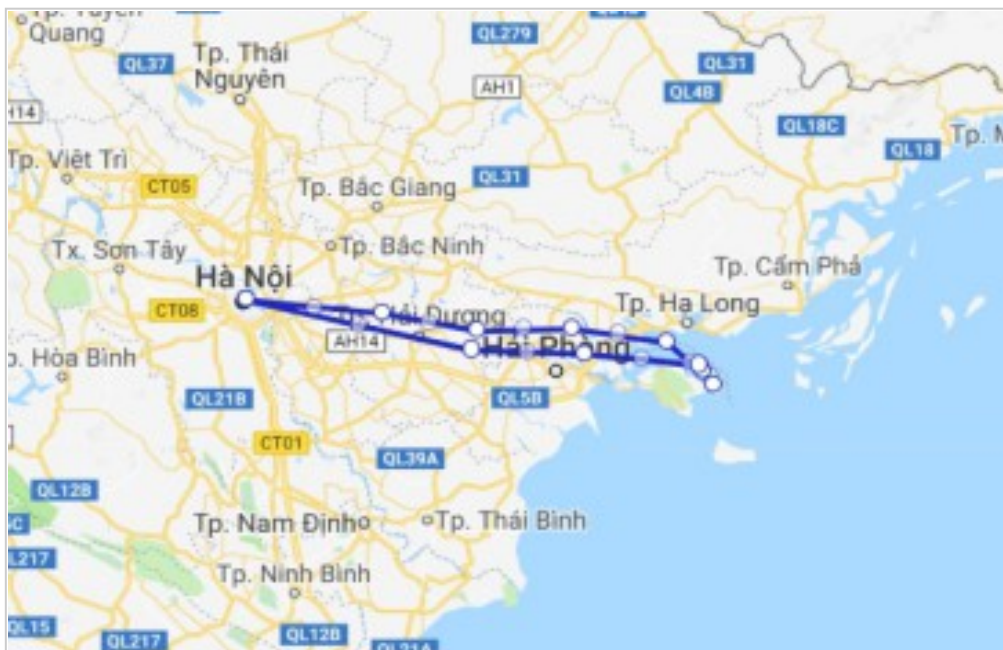 Quang
QL37
Tp. Thái
Nguyên
QL279
AH1
QL31
QL4B
QL18C
QL18
Tp. Việt Trì
CT05
Tp. Bắc Giang
QL31
Tx. Sơn Tây
Tp. Bắc Ninh
Hà Nội
CT08
Tp. Cẩm Phả
Tp. Hạ Long
AH14
Hải Phòng
Hòa Bình
QL21B
QL5B
CT01
QL39A
QL12B
Tp. Nam Định
Tp. Thái Bình
QL217
Tp. Ninh Bình
QL15
QL217
QL12B
QL21A